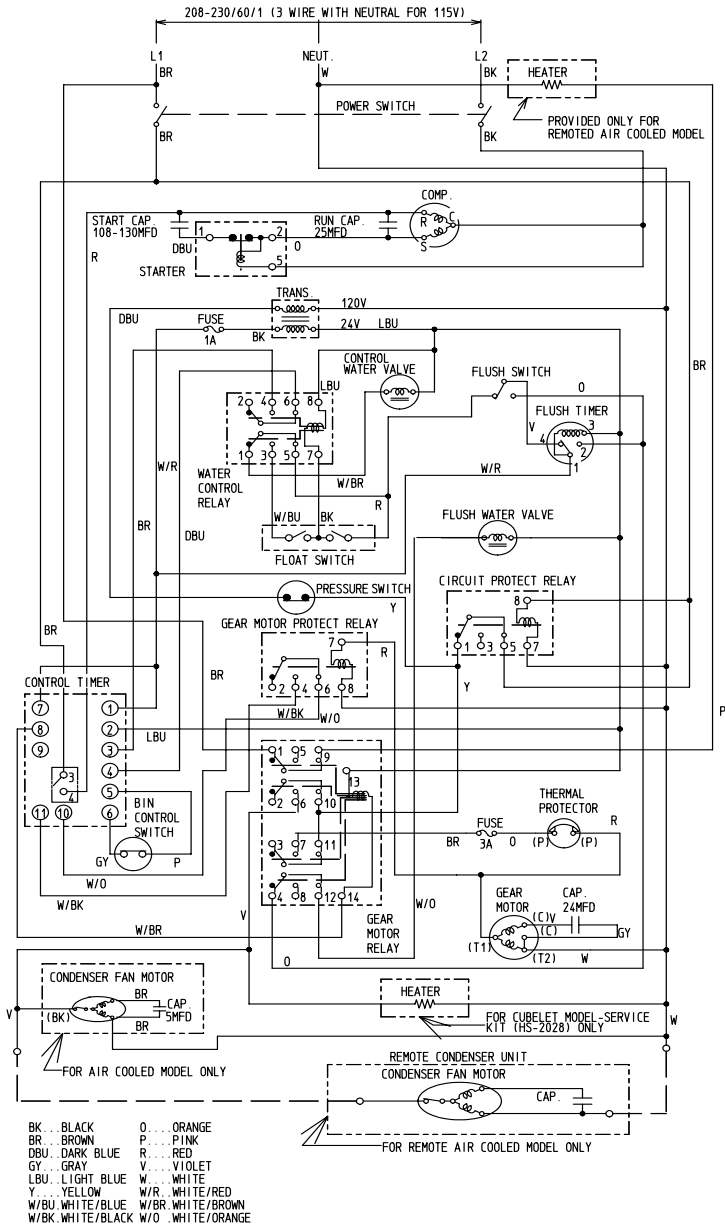 208-230/60/1 (3 WIRE WITH NEUTRAL FOR 115V)
L1 NEUT. L2
BR W BK HEATER
POWER SWITCH
PROVIDED ONLY FOR
REMOTED AIR COOLED MODEL
BR BK
COMP.
START CAP.
108-130MFD
RUN CAP.
25MFD
R C
S
1 2
DBU O
5
R
STARTER
TRANS.
120V
DBU FUSE
1A
BK 24V LBU
BR
CONTROL
WATER VALVE
FLUSH SWITCH
LBU O
FLUSH TIMER
2 4 6 8
V 3
4 2
1
1 3 5 7
W/R
WATER
CONTROL
RELAY
W/BR
W/R
R
BR
W/BU BK
DBU
FLUSH WATER VALVE
FLOAT SWITCH
PRESSURE SWITCH
CIRCUIT PROTECT RELAY
Y
8
GEAR MOTOR PROTECT RELAY
BR
7 R
1 3 5 7
BR
CONTROL TIMER
2 4 6 8
Y
P
W/BK W/O
7 1
8 2
LBU
9 3
1 5 9
4
3
13
4 5
2 6 10
THERMAL
PROTECTOR
11 10 6
BIN
CONTROL
SWITCH
FUSE
3A
R
BR O (P) (P)
3 7 11
GY P
W/O
W/BK
4 8 12 14
W/O
GEAR
MOTOR
CAP.
24MFD
W/BR
V
GEAR
MOTOR
RELAY
(C)V
(C)
GY
(T1)
(T2) W
O
CONDENSER FAN MOTOR
BR
CAP.
5MFD
V (BK)
BR
HEATER
FOR CUBELET MODEL-SERVICE
KIT (HS-2028) ONLY
W
FOR AIR COOLED MODEL ONLY
REMOTE CONDENSER UNIT
CONDENSER FAN MOTOR
CAP.
FOR REMOTE AIR COOLED MODEL ONLY
BK...BLACK O....ORANGE
BR...BROWN P....PINK
DBU..DARK BLUE R....RED
GY...GRAY V....VIOLET
LBU..LIGHT BLUE W....WHITE
Y....YELLOW W/R..WHITE/RED
W/BU.WHITE/BLUE W/BR.WHITE/BROWN
W/BK.WHITE/BLACK W/O .WHITE/ORANGE